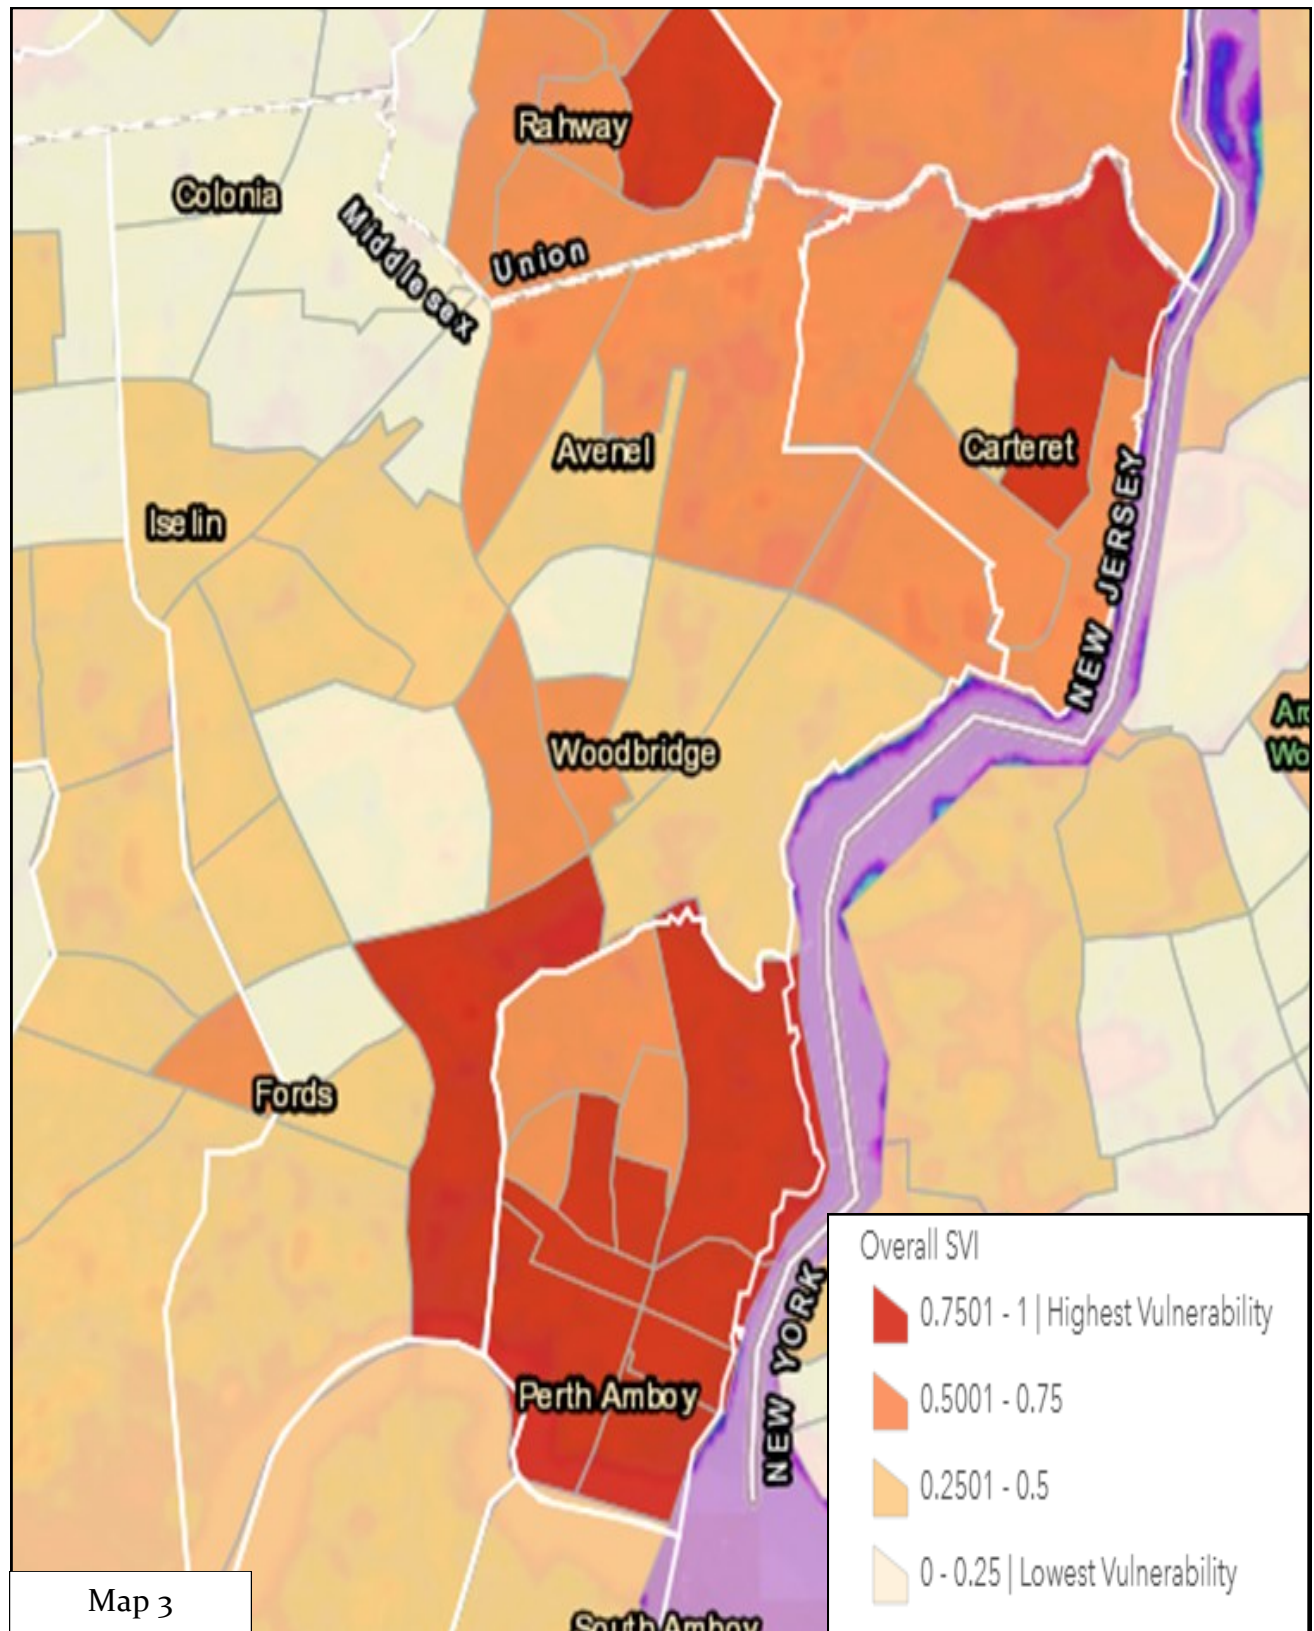 Rahway
Colonia
Middlesex
Union
Avenel
Carteret
Iselin
NEW JERSEY
Woodbridge
Fords
Perth Amboy
NEW YORK
South Amboy
Overall SVI
0.7501 - 1 | Highest Vulnerability
0.5001 - 0.75
0.2501 - 0.5
0 - 0.25 | Lowest Vulnerability
Map 3